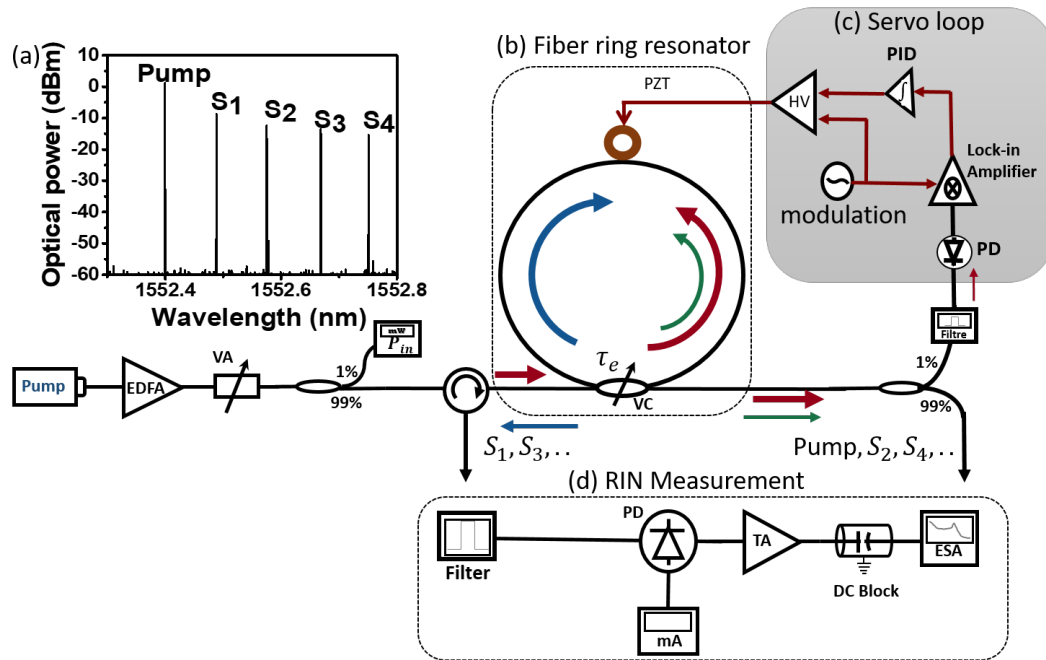 (a)
10
0
-10
-20
-30
-40
-50
-60
Optical power (dBm)
Pump
S1
S2
S3
S4
1552.4
1552.6
1552.8
Wavelength (nm)
(b) Fiber ring resonator
PZT
τe
VC
(c) Servo loop
PID
∫
HV
Lock-in
Amplifier
modulation
PD
Filtre
1%
99%
Pump
EDFA
VA
mW
Pin
1%
99%
S1, S3, . .
Pump, S2, S4, . .
(d) RIN Measurement
Filter
PD
mA
TA
DC Block
ESA